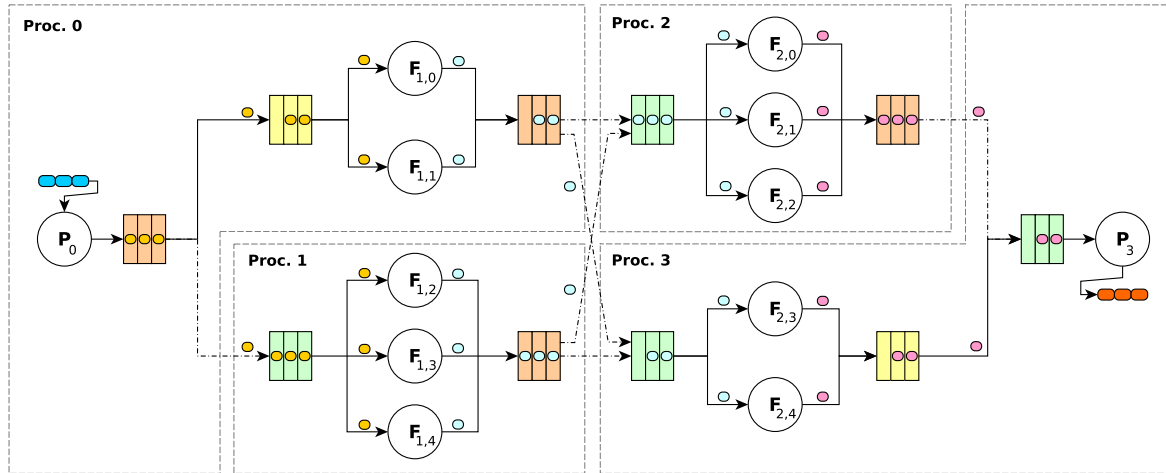 Proc. 0
F1,0
F1,1
P0
Proc. 1
F1,2
F1,3
F1,4
Proc. 2
F2,0
F2,1
F2,2
Proc. 3
F2,3
F2,4
P3